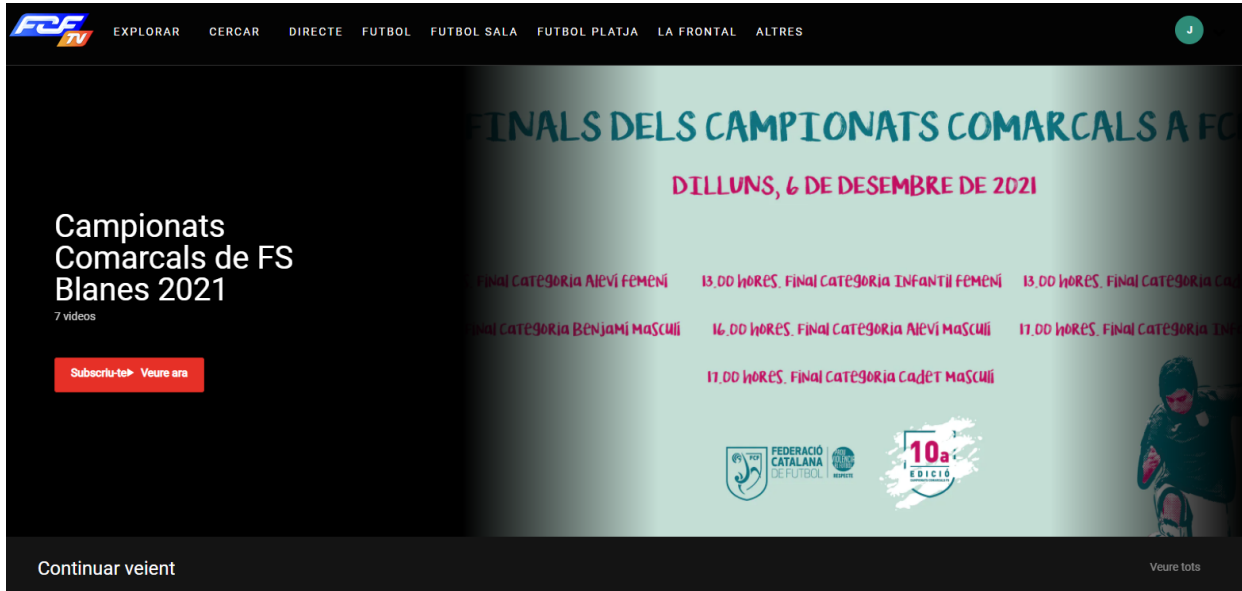 FCF TV
EXPLORAR CERCAR DIRECTE FUTBOL FUTBOL SALA FUTBOL PLATJA LA FRONTAL ALTRES
J
FINALS DELS CAMPIONATS COMARCALS A FC
DILLUNS, 6 DE DESEMBRE DE 2021
Campionats
Comarcals de FS
Blanes 2021
7 videos
Subscriu-te Veure ara
Final Categoria Aleví Femení 13.00 hores. Final Categoria Infantil Femení 13.00 hores. Final Categoria
Final Categoria Benjamí Masculí 16.00 hores. Final Categoria Aleví Masculí 17.00 hores. Final Categoria
17.00 hores. Final Categoria Cadet Masculí
FCF
FEDERACIÓ
CATALANA
DE FUTBOL
RESPECTE
10a
EDICIÓ
Continuar veient Veure tots